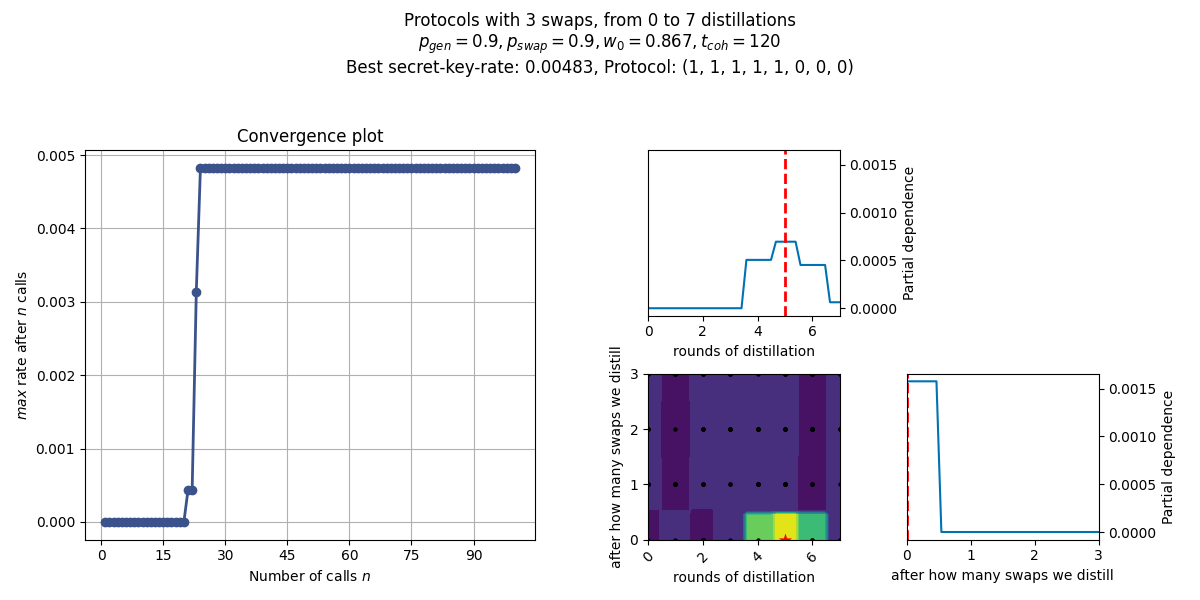 Protocols with 3 swaps, from 0 to 7 distillations
$p_{gen} = 0.9, p_{swap} = 0.9, w_0 = 0.867, t_{coh} = 120$
Best secret-key-rate: 0.00483, Protocol: (1, 1, 1, 1, 1, 0, 0, 0)
Convergence plot
max rate after n calls
0.005
0.004
0.003
0.002
0.001
0.000
0 15 30 45 60 75 90
Number of calls n
0.0015
0.0010
0.0005
0.0000
Partial dependence
0 2 4 6
rounds of distillation
after how many swaps we distill
3
2
1
0
0 2 4 6
rounds of distillation
0.0015
0.0010
0.0005
0.0000
Partial dependence
0 1 2 3
after how many swaps we distill